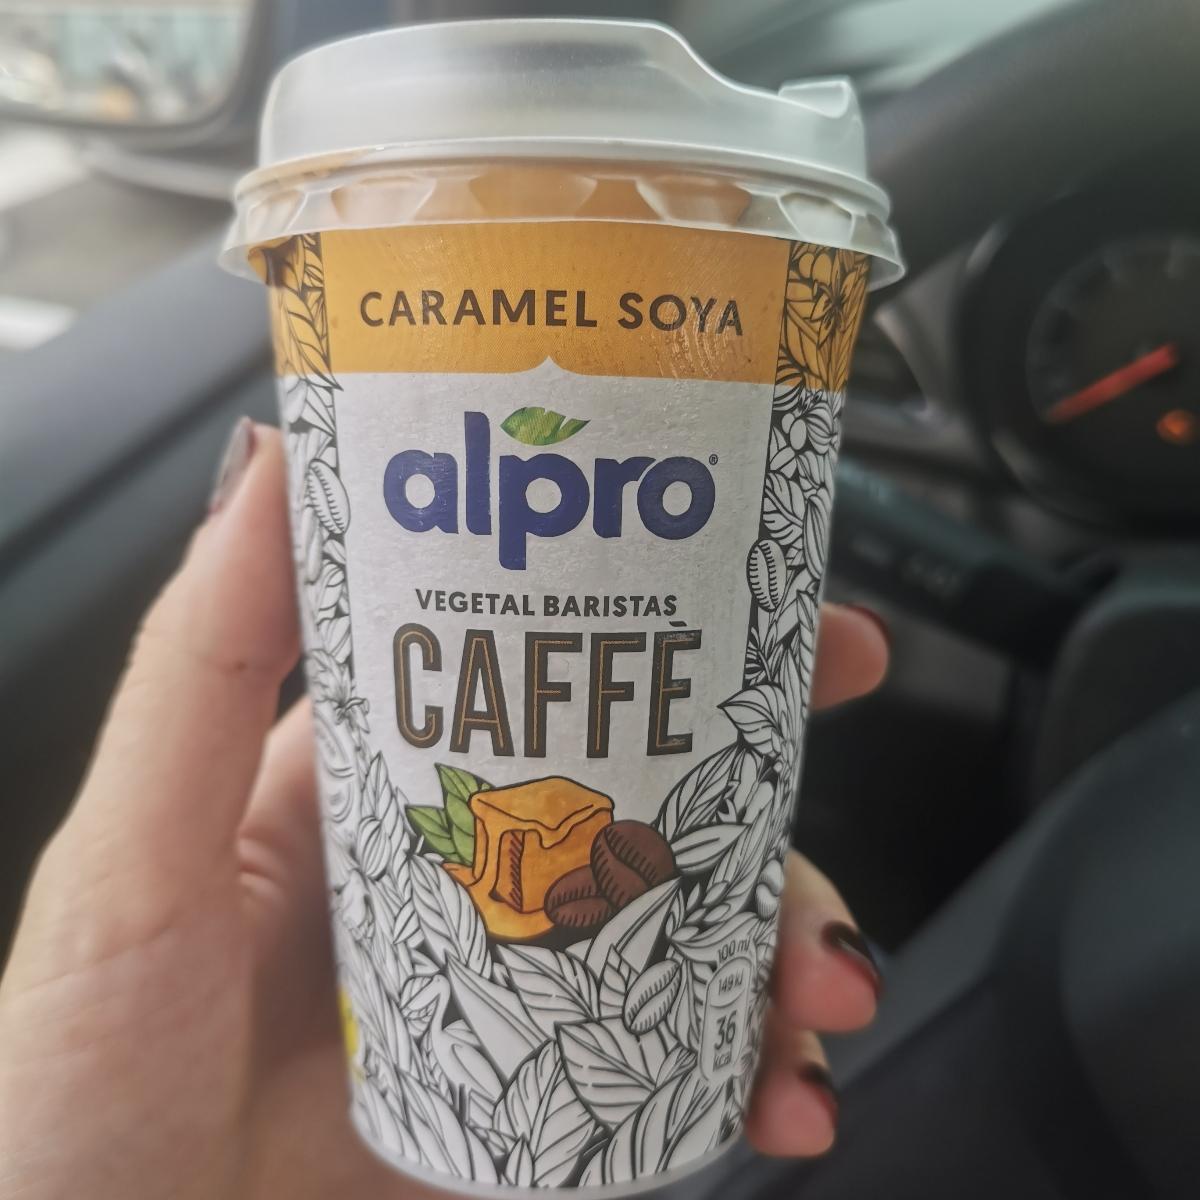 CARAMEL SOYA
alpro®
VEGETAL BARISTAS
CAFFÈ
100 ml
149 kJ
36
kcal